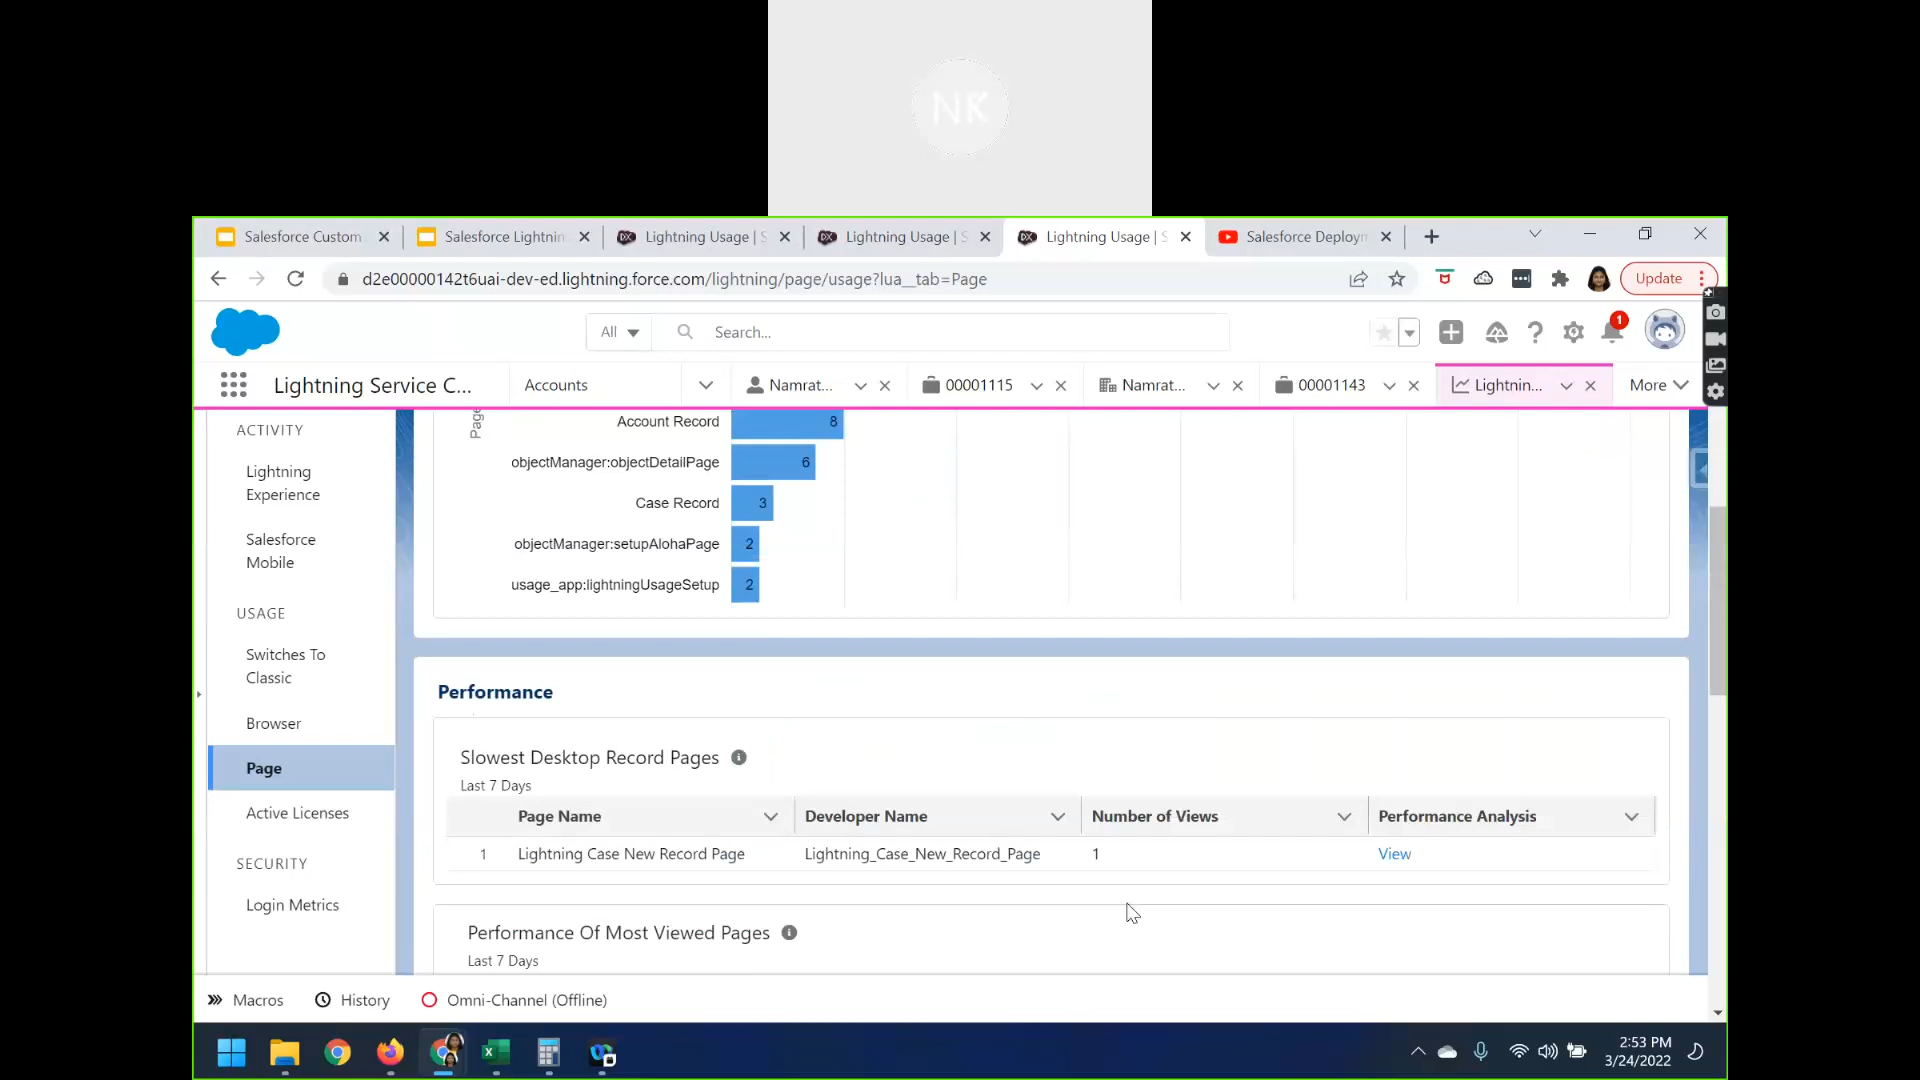 NK
Salesforce Custom
Salesforce Lightnin
Lightning Usage | S
Lightning Usage | S
Lightning Usage | S
Salesforce Deploym
d2e00000142t6uai-dev-ed.lightning.force.com/lightning/page/usage?lua__tab=Page
Update
All
Search...
1
Lightning Service C...
Accounts
Namrat...
00001115
Namrat...
00001143
Lightnin...
More
ACTIVITY
Lightning
Experience
Salesforce
Mobile
USAGE
Switches To
Classic
Browser
Page
Active Licenses
SECURITY
Login Metrics
Page
Account Record
8
objectManager:objectDetailPage
6
Case Record
3
objectManager:setupAlohaPage
2
usage_app:lightningUsageSetup
2
Performance
Slowest Desktop Record Pages
Last 7 Days
Page Name
Developer Name
Number of Views
Performance Analysis
1
Lightning Case New Record Page
Lightning_Case_New_Record_Page
1
View
Performance Of Most Viewed Pages
Last 7 Days
Macros
History
Omni-Channel (Offline)
2:53 PM
3/24/2022